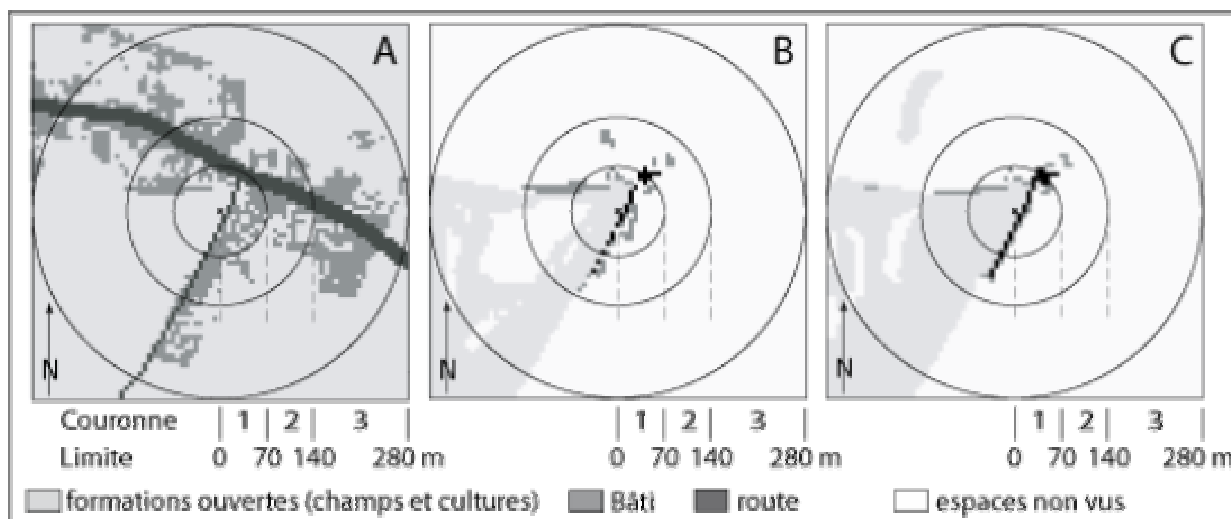 A B C
N N N
Couronne 1 2 3 1 2 3 1 2 3
Limite 0 70 140 280 m 0 70 140 280 m 0 70 140 280 m
formations ouvertes (champs et cultures) Bâti route espaces non vus